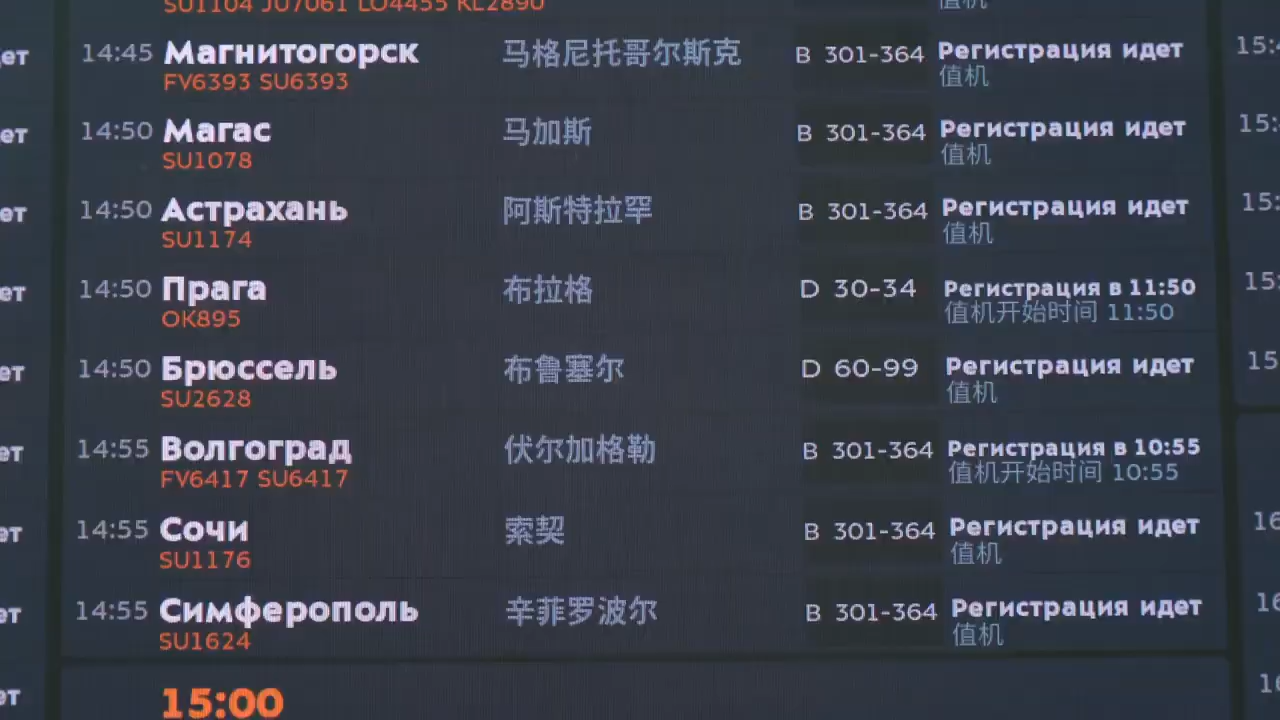 SU1104 JU7061 LO4455 KL2890
值机
14:45 Магнитогорск 马格尼托哥尔斯克 B 301-364 Регистрация идет
FV6393 SU6393 值机
14:50 Магас 马加斯 B 301-364 Регистрация идет
SU1078 值机
14:50 Астрахань 阿斯特拉罕 B 301-364 Регистрация идет
SU1174 值机
14:50 Прага 布拉格 D 30-34 Регистрация в 11:50
OK895 值机开始时间 11:50
14:50 Брюссель 布鲁塞尔 D 60-99 Регистрация идет
SU2628 值机
14:55 Волгоград 伏尔加格勒 B 301-364 Регистрация в 10:55
FV6417 SU6417 值机开始时间 10:55
14:55 Сочи 索契 B 301-364 Регистрация идет
SU1176 值机
14:55 Симферополь 辛菲罗波尔 B 301-364 Регистрация идет
SU1624 值机
15:00